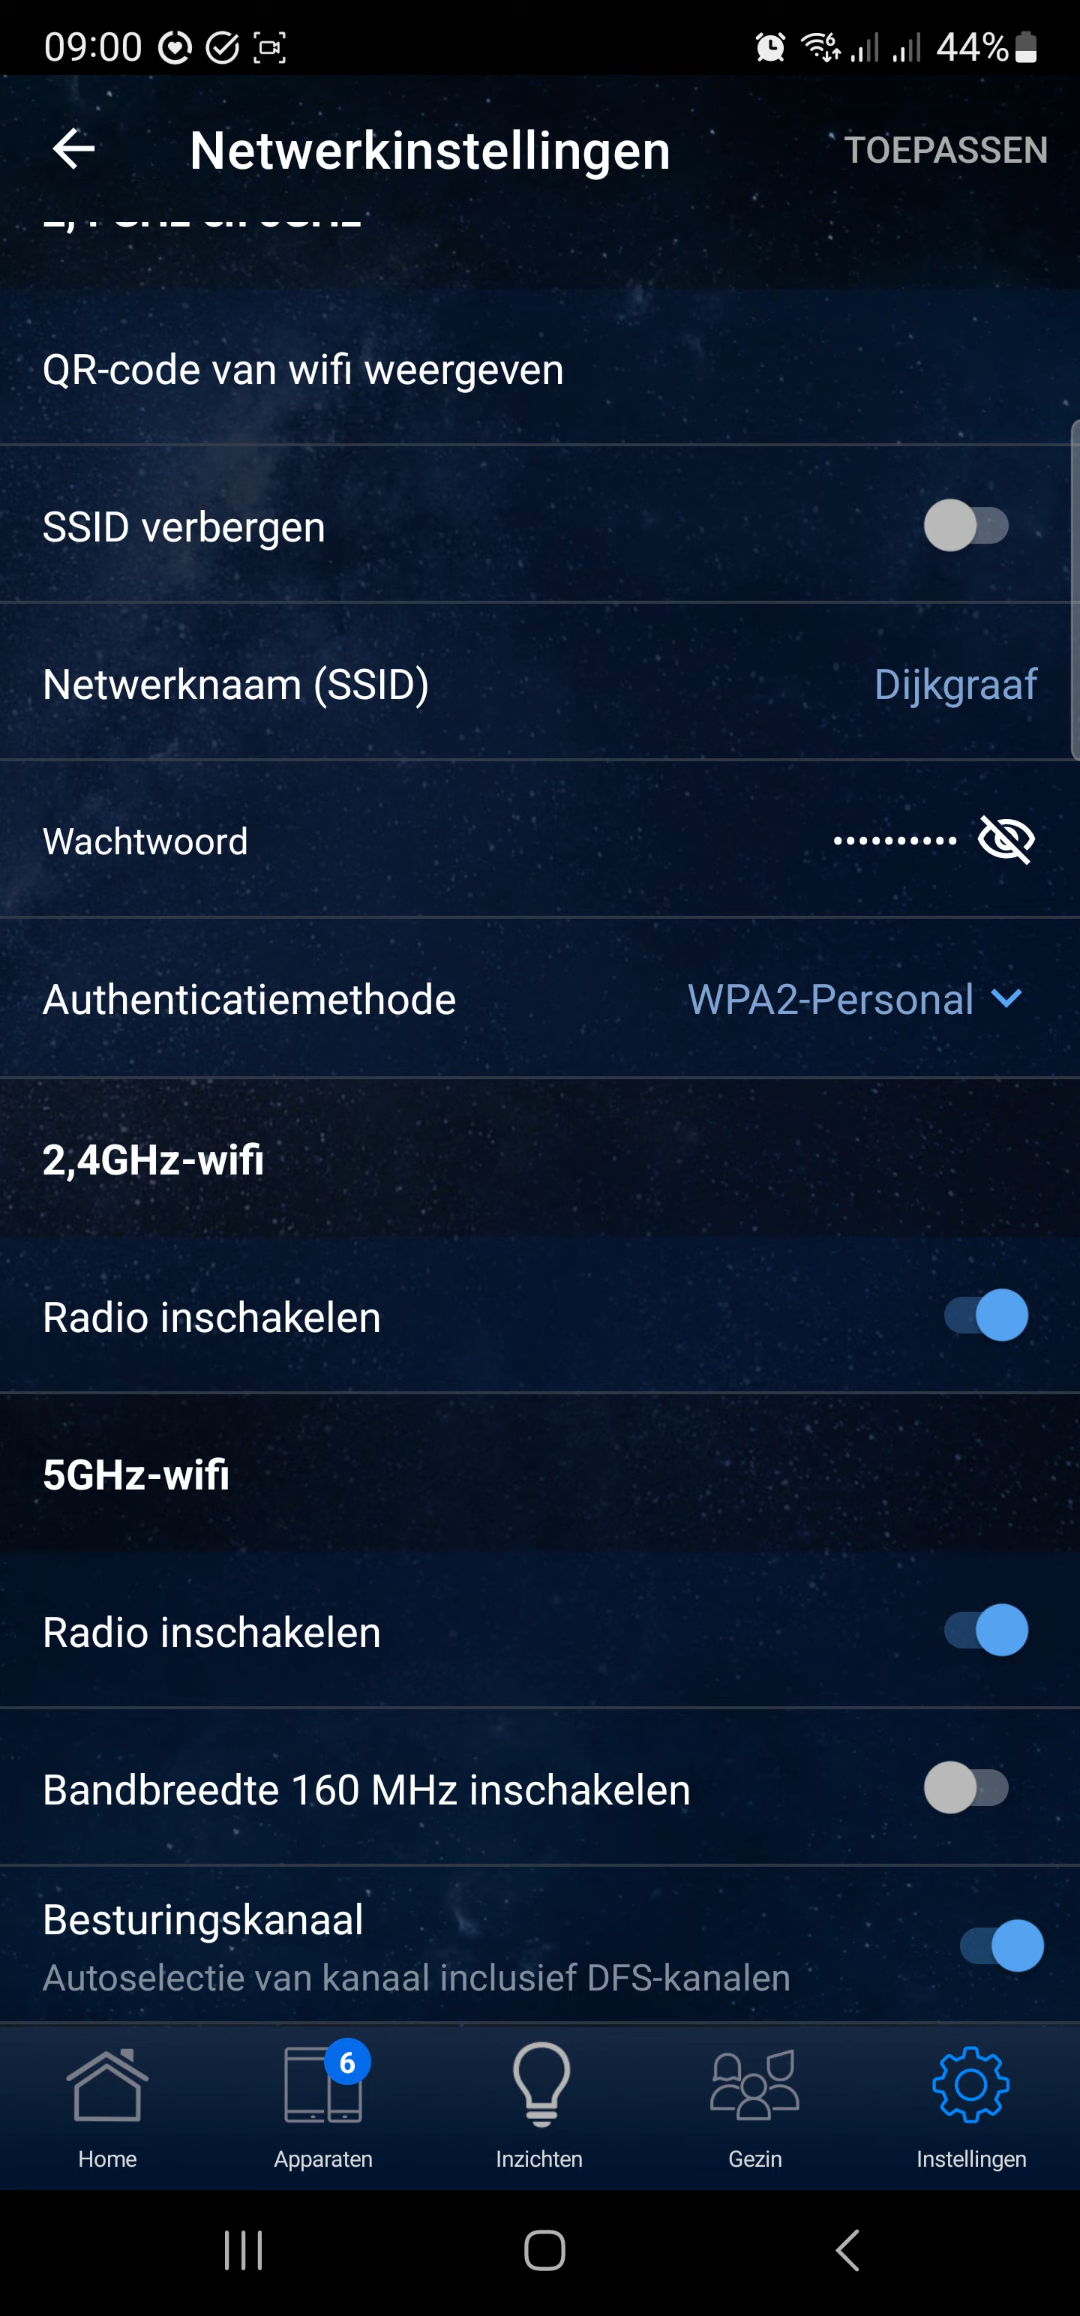 09:00
44%
Netwerkinstellingen
TOEPASSEN
QR-code van wifi weergeven
SSID verbergen
Netwerknaam (SSID)
Dijkgraaf
Wachtwoord
••••••••••
Authenticatiemethode
WPA2-Personal
2,4GHz-wifi
Radio inschakelen
5GHz-wifi
Radio inschakelen
Bandbreedte 160 MHz inschakelen
Besturingskanaal
Autoselectie van kanaal inclusief DFS-kanalen
6
Home
Apparaten
Inzichten
Gezin
Instellingen